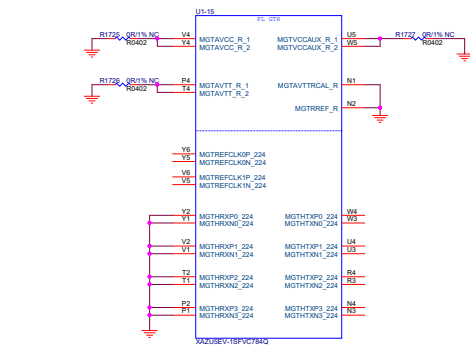 U1-15
PL GTH
R1725 0R/1% NC
R0402
V4 MGTAVCC_R_1
Y4 MGTAVCC_R_2
MGTVCCAUX_R_1 U5
MGTVCCAUX_R_2 W5
R1727 0R/1% NC
R0402
R1726 0R/1% NC
R0402
P4 MGTAVTT_R_1
T4 MGTAVTT_R_2
MGTAVTTRCAL_R N1
MGTRREF_R N2
Y6 MGTREFCLK0P_224
Y5 MGTREFCLK0N_224
V6 MGTREFCLK1P_224
V5 MGTREFCLK1N_224
Y2 MGTHRXP0_224
Y1 MGTHRXN0_224
MGTHTXP0_224 W4
MGTHTXN0_224 W3
V2 MGTHRXP1_224
V1 MGTHRXN1_224
MGTHTXP1_224 U4
MGTHTXN1_224 U3
T2 MGTHRXP2_224
T1 MGTHRXN2_224
MGTHTXP2_224 R4
MGTHTXN2_224 R3
P2 MGTHRXP3_224
P1 MGTHRXN3_224
MGTHTXP3_224 N4
MGTHTXN3_224 N3
XAZU5EV-1SFVC784Q